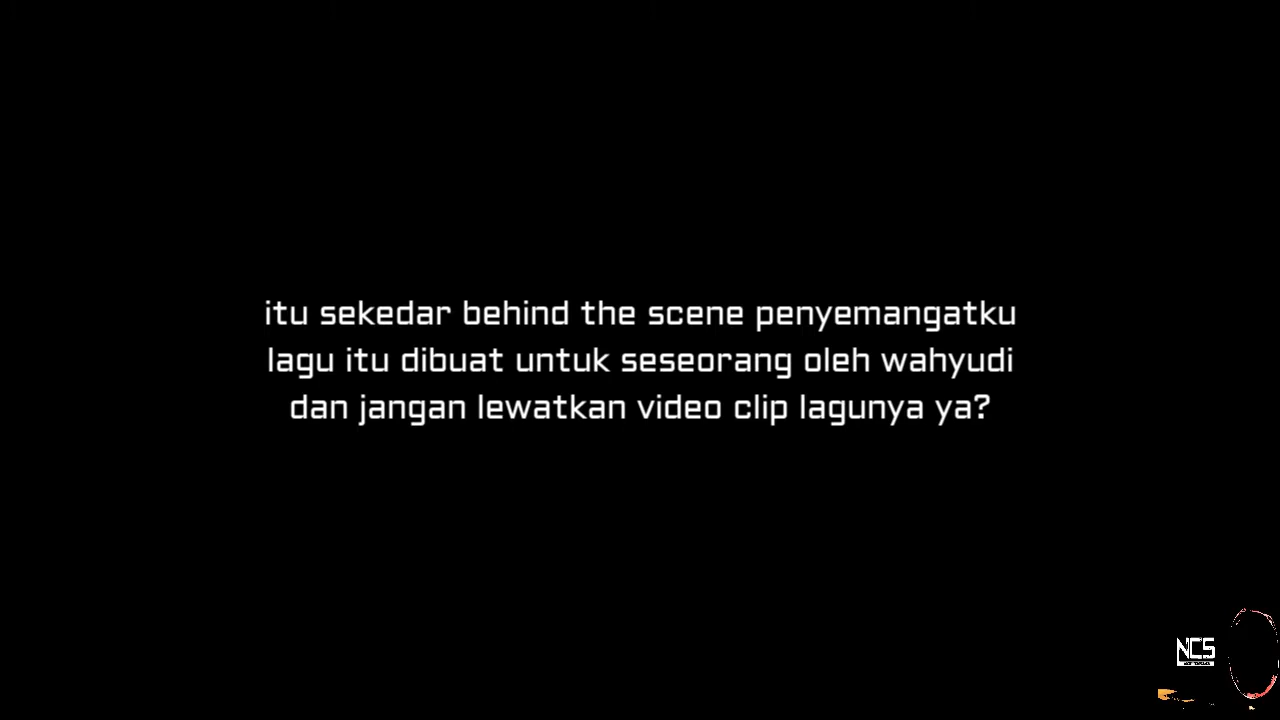 itu sekedar behind the scene penyemangatku
lagu itu dibuat untuk seseorang oleh wahyudi
dan jangan lewatkan video clip lagunya ya?
NCS